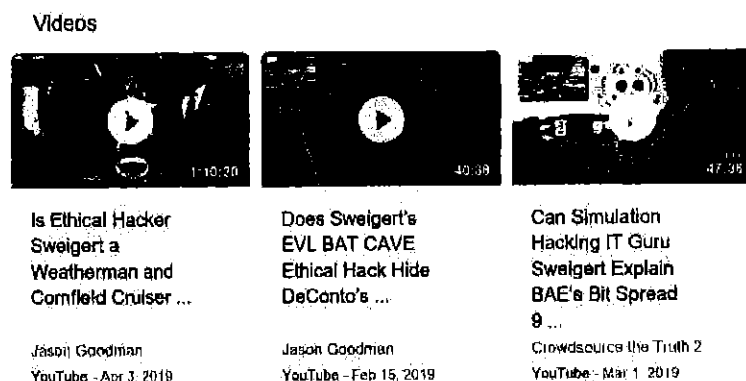 Videos
1:10:20
40:38
47:36
Is Ethical Hacker
Sweigert a
Weatherman and
Cornfield Cruiser ...
Jason Goodman
YouTube - Apr 3, 2019
Does Sweigert's
EVL BAT CAVE
Ethical Hack Hide
DeConto's ...
Jason Goodman
YouTube - Feb 15, 2019
Can Simulation
Hacking IT Guru
Sweigert Explain
BAE's Bit Spread
9 ...
Crowdsource the Truth 2
YouTube - Mar 1, 2019